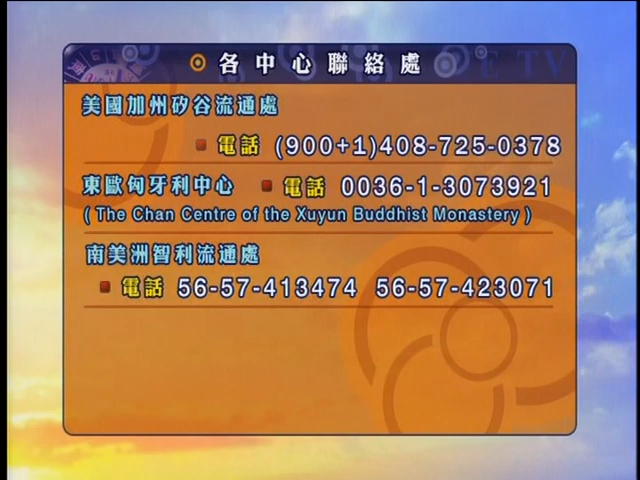 各中心聯絡處
美國加州矽谷流通處
電話 (900+1)408-725-0378
東歐匈牙利中心 電話 0036-1-3073921
( The Chan Centre of the Xuyun Buddhist Monastery )
南美洲智利流通處
電話 56-57-413474 56-57-423071